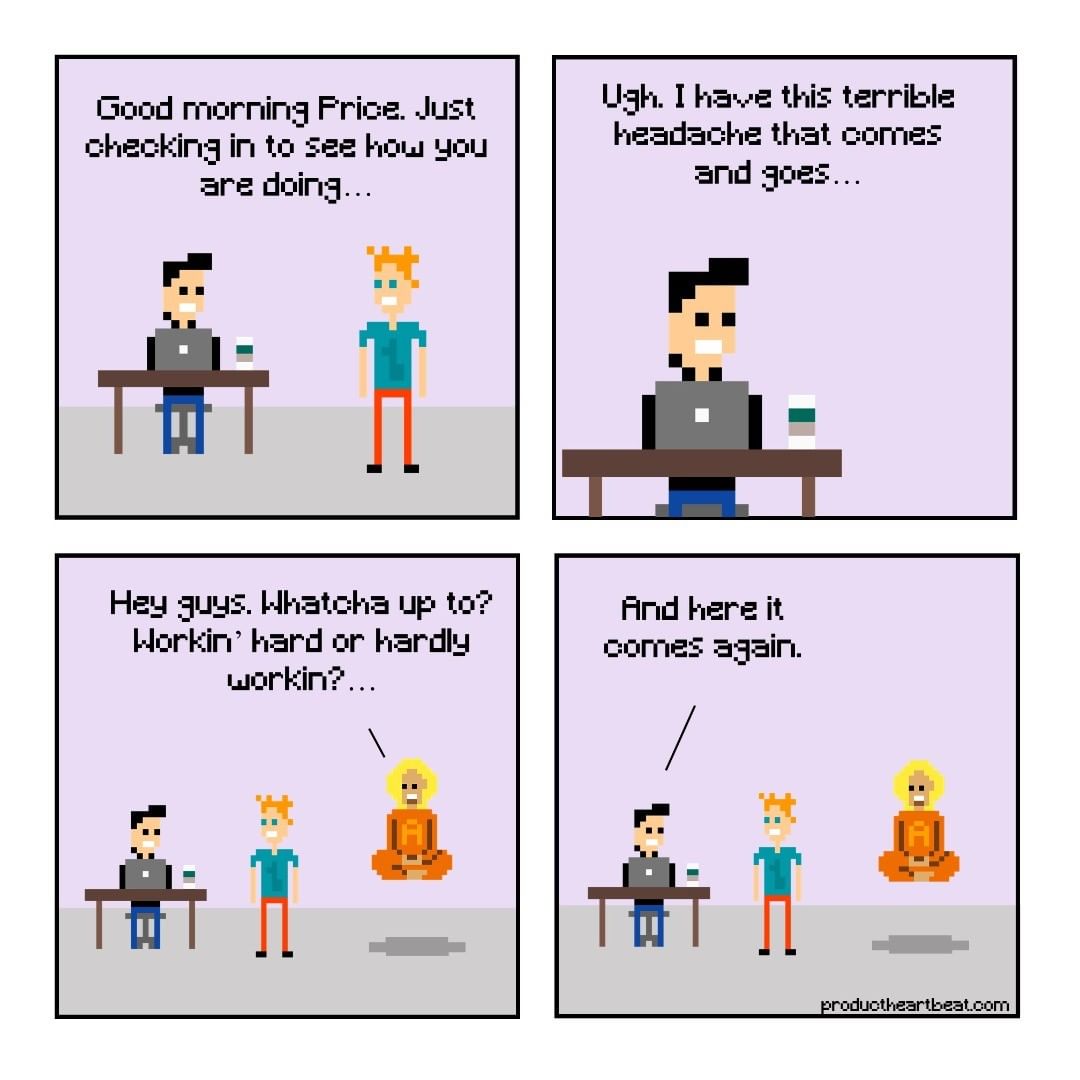 Good morning Price. Just
checking in to see how you
are doing...
Ugh. I have this terrible
headache that comes
and goes...
Hey guys. Whatcha up to?
Workin' hard or hardly
workin?...
And here it
comes again.
productheartbeat.com